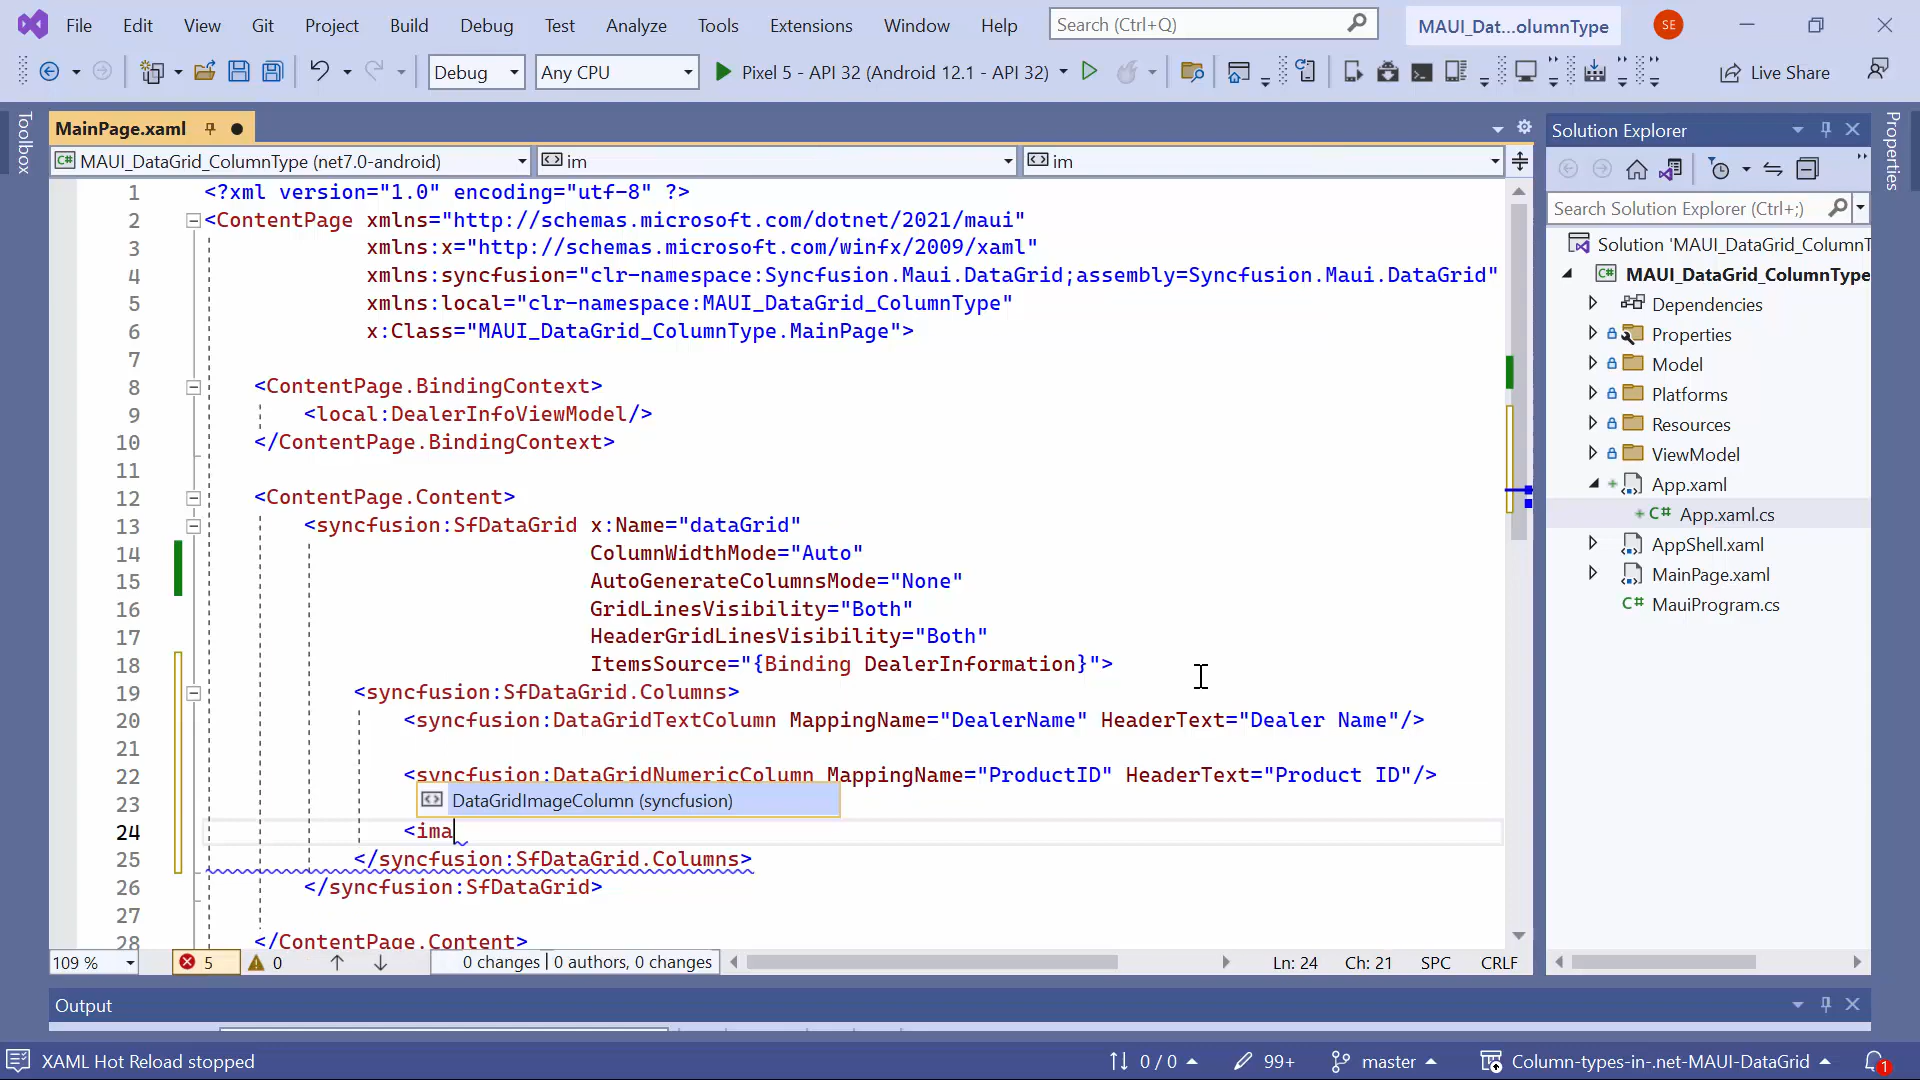 File Edit View Git Project Build Debug Test Analyze Tools Extensions Window Help Search (Ctrl+Q) MAUI_Dat...olumnType SE
Debug Any CPU Pixel 5 - API 32 (Android 12.1 - API 32) Live Share
Toolbox
MainPage.xaml
MAUI_DataGrid_ColumnType (net7.0-android) im im
1 <?xml version="1.0" encoding="utf-8" ?>
2 <ContentPage xmlns="http://schemas.microsoft.com/dotnet/2021/maui"
3 xmlns:x="http://schemas.microsoft.com/winfx/2009/xaml"
4 xmlns:syncfusion="clr-namespace:Syncfusion.Maui.DataGrid;assembly=Syncfusion.Maui.DataGrid"
5 xmlns:local="clr-namespace:MAUI_DataGrid_ColumnType"
6 x:Class="MAUI_DataGrid_ColumnType.MainPage">
7
8 <ContentPage.BindingContext>
9 <local:DealerInfoViewModel/>
10 </ContentPage.BindingContext>
11
12 <ContentPage.Content>
13 <syncfusion:SfDataGrid x:Name="dataGrid"
14 ColumnWidthMode="Auto"
15 AutoGenerateColumnsMode="None"
16 GridLinesVisibility="Both"
17 HeaderGridLinesVisibility="Both"
18 ItemsSource="{Binding DealerInformation}">
19 <syncfusion:SfDataGrid.Columns>
20 <syncfusion:DataGridTextColumn MappingName="DealerName" HeaderText="Dealer Name"/>
21
22 <syncfusion:DataGridNumericColumn MappingName="ProductID" HeaderText="Product ID"/>
23 DataGridImageColumn (syncfusion)
24 <ima
25 </syncfusion:SfDataGrid.Columns>
26 </syncfusion:SfDataGrid>
27
28 </ContentPage.Content>
109 % 5 0 0 changes | 0 authors, 0 changes Ln: 24 Ch: 21 SPC CRLF
Solution Explorer
Search Solution Explorer (Ctrl+;)
Solution 'MAUI_DataGrid_ColumnT
MAUI_DataGrid_ColumnType
Dependencies
Properties
Model
Platforms
Resources
ViewModel
App.xaml
C# App.xaml.cs
AppShell.xaml
MainPage.xaml
C# MauiProgram.cs
Properties
Output
XAML Hot Reload stopped 0 / 0 99+ master Column-types-in-.net-MAUI-DataGrid 1